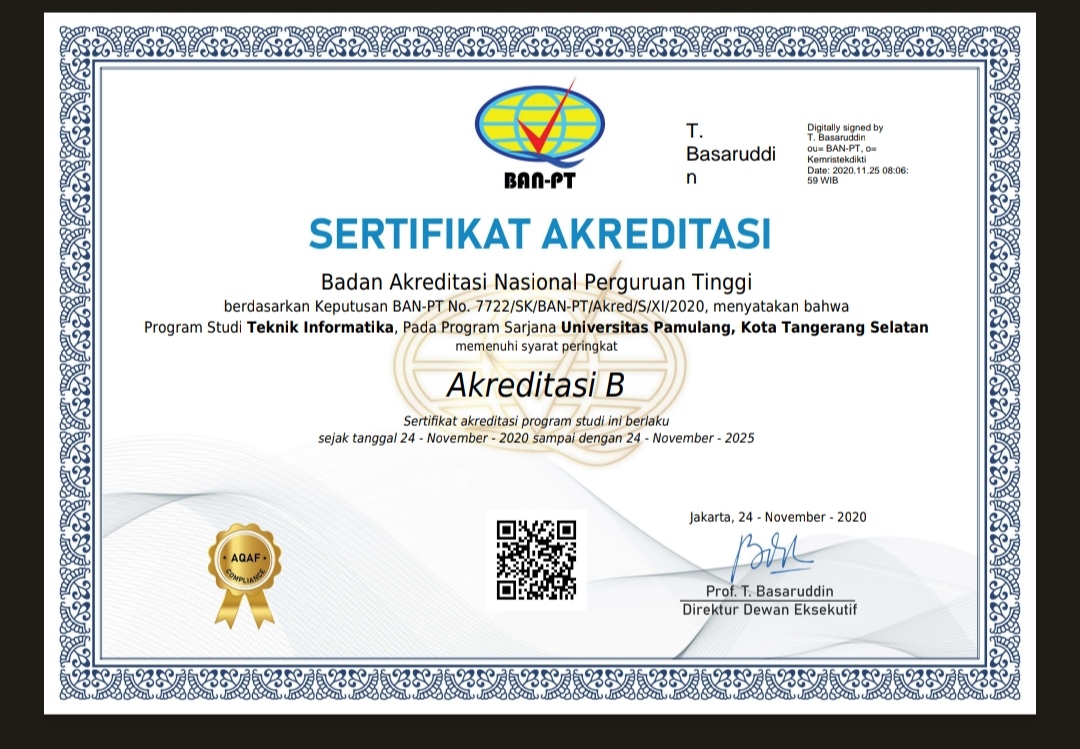 BAN-PT
T.
Basaruddi
n
Digitally signed by
T. Basaruddin
ou= BAN-PT, o=
Kemristekdikti
Date: 2020.11.25 08:06:
59 WIB
SERTIFIKAT AKREDITASI
Badan Akreditasi Nasional Perguruan Tinggi
berdasarkan Keputusan BAN-PT No. 7722/SK/BAN-PT/Akred/S/XI/2020, menyatakan bahwa
Program Studi Teknik Informatika, Pada Program Sarjana Universitas Pamulang, Kota Tangerang Selatan
memenuhi syarat peringkat
Akreditasi B
Sertifikat akreditasi program studi ini berlaku
sejak tanggal 24 - November - 2020 sampai dengan 24 - November - 2025
Jakarta, 24 - November - 2020
AQAF
COMPLIANCE
Prof. T. Basaruddin
Direktur Dewan Eksekutif